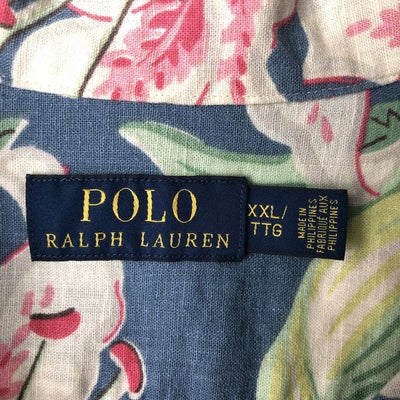 POLO
RALPH LAUREN
XXL/
TTG
MADE IN
PHILIPPINES
FABRIQUÉ AUX
PHILIPPINES